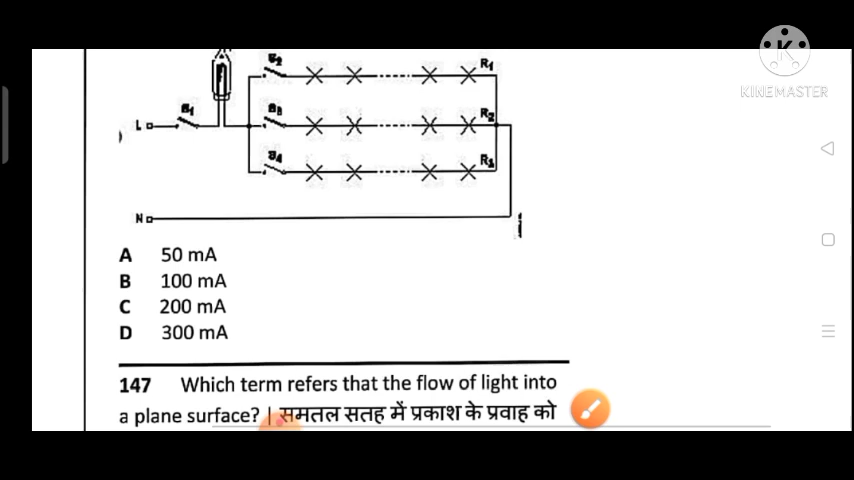 S2
R1
KINEMASTER
S1
S3
R2
L
S4
R3
N
A 50 mA
B 100 mA
C 200 mA
D 300 mA
147 Which term refers that the flow of light into
a plane surface? | समतल सतह में प्रकाश के प्रवाह को